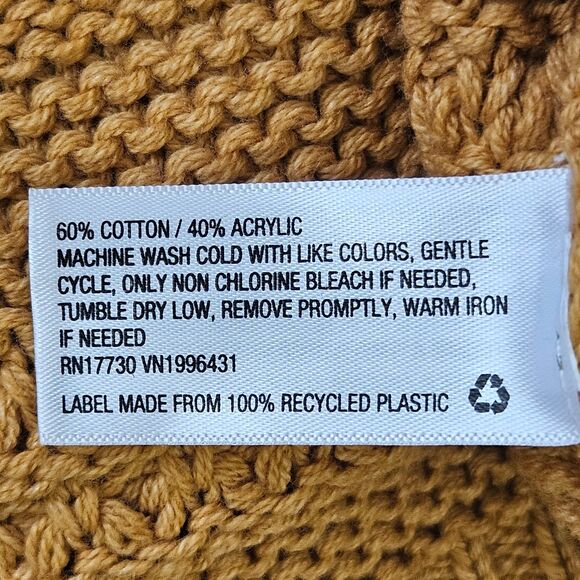 60% COTTON / 40% ACRYLIC
MACHINE WASH COLD WITH LIKE COLORS, GENTLE
CYCLE, ONLY NON CHLORINE BLEACH IF NEEDED,
TUMBLE DRY LOW, REMOVE PROMPTLY, WARM IRON
IF NEEDED
RN17730 VN1996431
LABEL MADE FROM 100% RECYCLED PLASTIC